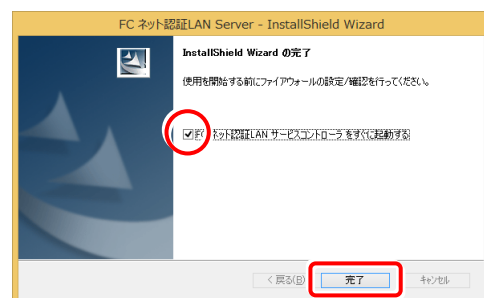 FC ネット認証LAN Server - InstallShield Wizard
InstallShield Wizard の完了
使用を開始する前にファイアウォールの設定/確認を行ってください。
FC ネット認証LAN サービスコントローラ をすぐに起動する
< 戻る(B)
完了
キャンセル